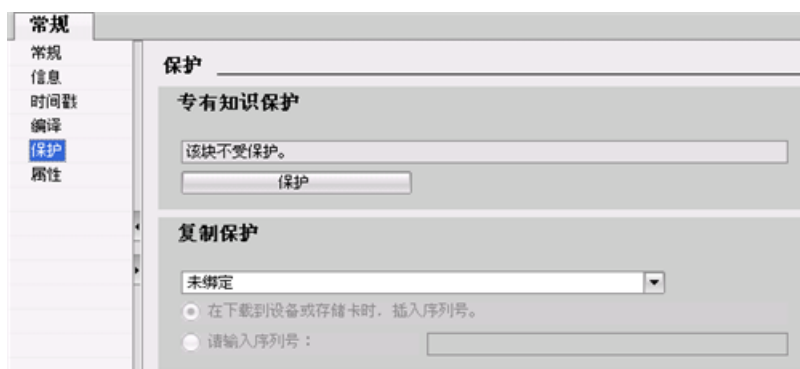 常规
常规
信息
时间戳
编译
保护
属性
保护
专有知识保护
该块不受保护。
保护
复制保护
未绑定
在下载到设备或存储卡时，插入序列号。
请输入序列号：